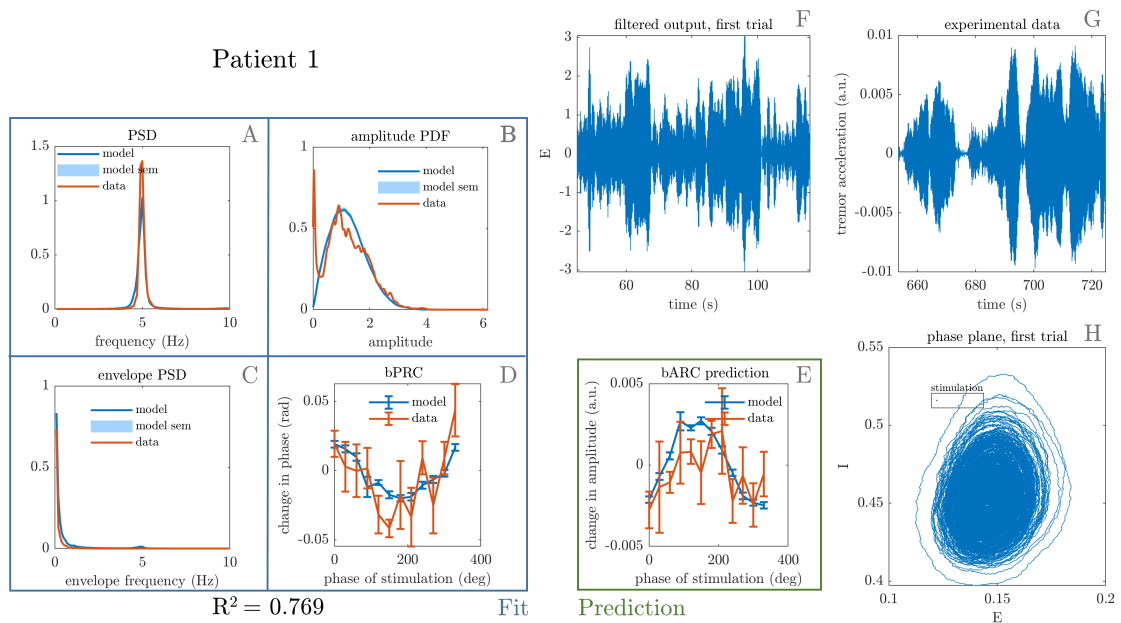 Patient 1
PSD
A
1.5
1
0.5
0
model
model sem
data
0
5
10
frequency (Hz)
amplitude PDF
B
1
0.5
0
model
model sem
data
0
2
4
6
amplitude
envelope PSD
C
1
0.5
0
model
model sem
data
0
5
10
envelope frequency (Hz)
bPRC
D
change in phase (rad)
0.05
0
-0.05
model
data
0
200
400
phase of stimulation (deg)
R² = 0.769
Fit
bARC prediction
E
change in amplitude (a.u.)
0.005
0
-0.005
model
data
0
200
400
phase of stimulation (deg)
Prediction
filtered output, first trial
F
E
3
2
1
0
-1
-2
-3
60
80
100
time (s)
experimental data
G
tremor acceleration (a.u.)
0.01
0.005
0
-0.005
-0.01
660
680
700
720
time (s)
phase plane, first trial
H
I
0.55
0.5
0.45
0.4
stimulation
0.1
0.15
0.2
E